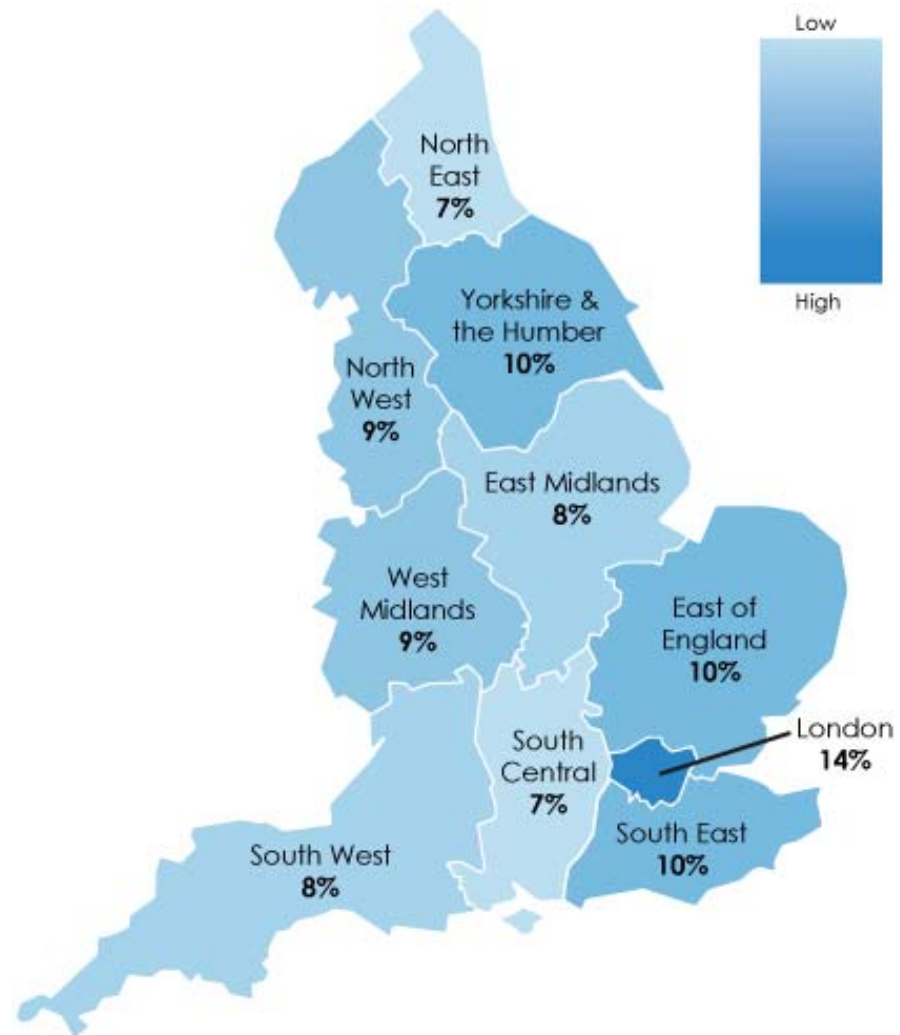 Low
High
North
East
7%
Yorkshire &
the Humber
10%
North
West
9%
East Midlands
8%
West
Midlands
9%
East of
England
10%
London
14%
South
Central
7%
South East
10%
South West
8%